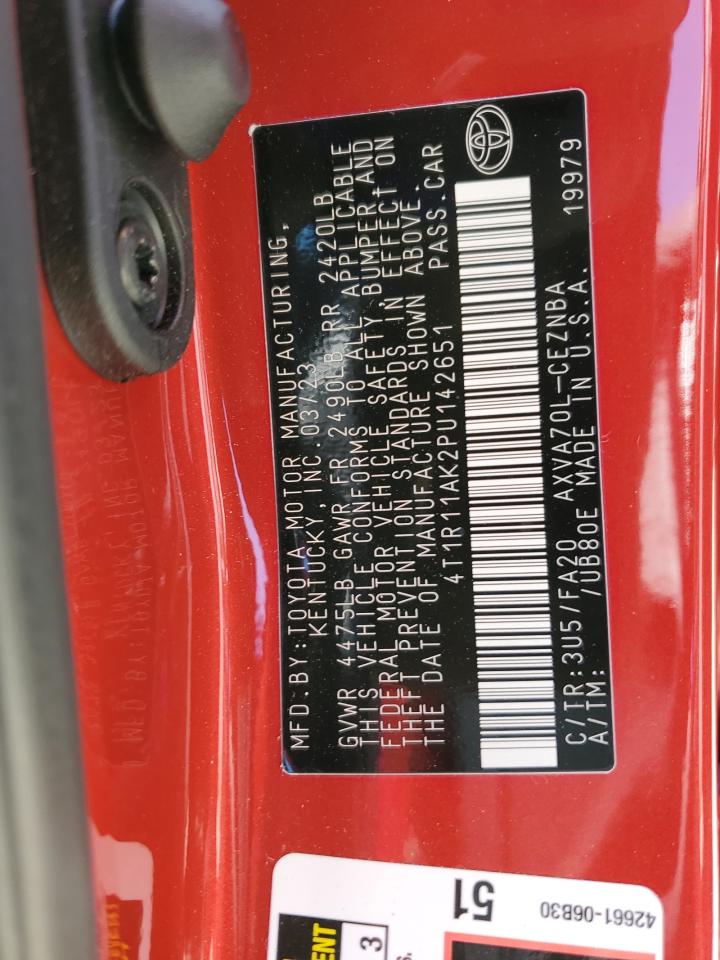 MFD.BY:TOYOTA MOTOR MANUFACTURING,
KENTUCKY INC. 03/23
GVWR 4475LB GAWR FR 2490LB RR 2420LB
THIS VEHICLE CONFORMS TO ALL APPLICABLE
FEDERAL MOTOR VEHICLE SAFETY, BUMPER,AND
THEFT PREVENTION STANDARDS IN EFFECT ON
THE DATE OF MANUFACTURE SHOWN ABOVE.
4T1R11AK2PU142651 PASS.CAR
C/TR:3U5/FA20 AXVA70L-CEZNBA 19979
A/TM: /UB80E MADE IN U.S.A.
51
42661-06B30
3